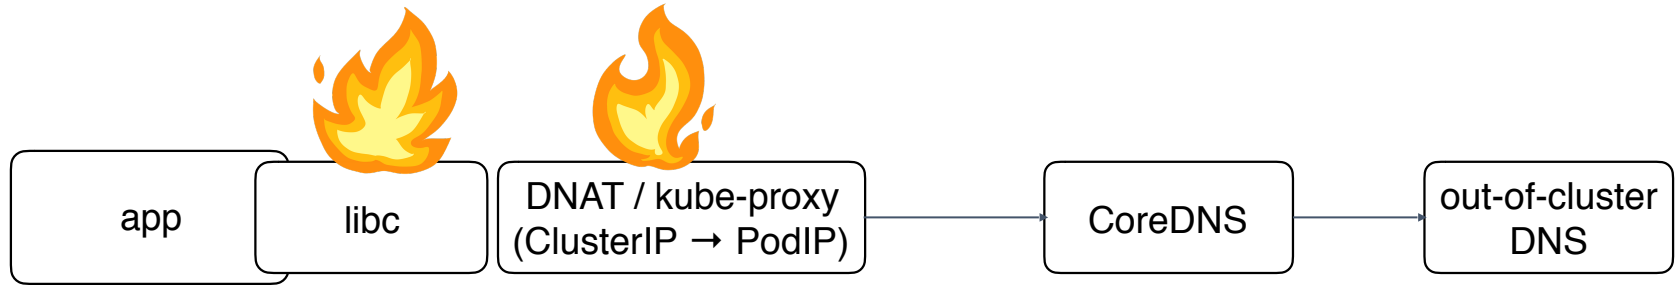 app
libc
DNAT / kube-proxy
(ClusterIP → PodIP)
CoreDNS
out-of-cluster
DNS